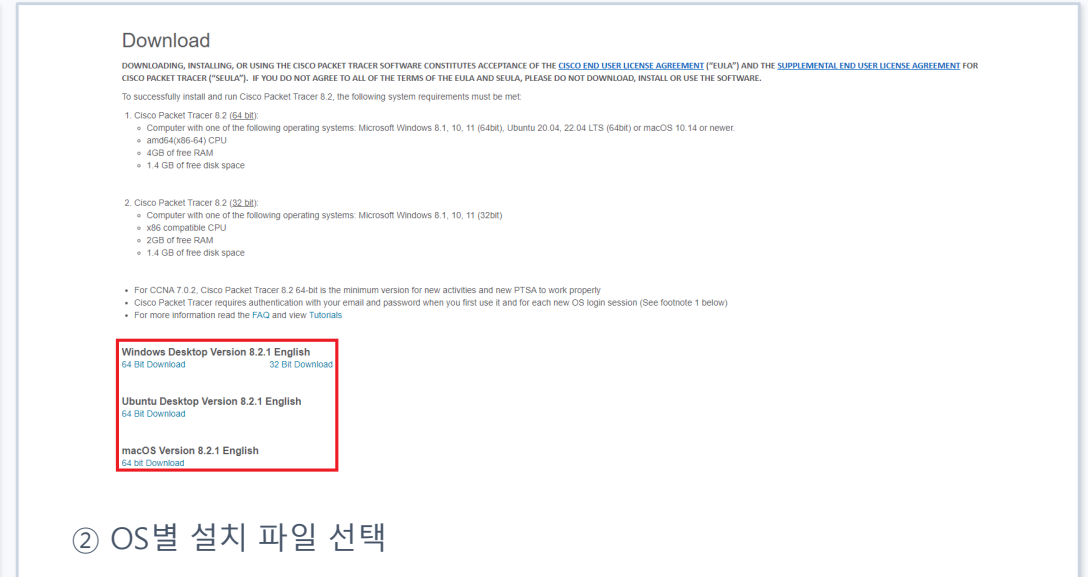 Download
DOWNLOADING, INSTALLING, OR USING THE CISCO PACKET TRACER SOFTWARE CONSTITUTES ACCEPTANCE OF THE CISCO END USER LICENSE AGREEMENT ("EULA") AND THE SUPPLEMENTAL END USER LICENSE AGREEMENT FOR
CISCO PACKET TRACER ("SEULA"). IF YOU DO NOT AGREE TO ALL OF THE TERMS OF THE EULA AND SEULA, PLEASE DO NOT DOWNLOAD, INSTALL OR USE THE SOFTWARE.
To successfully install and run Cisco Packet Tracer 8.2, the following system requirements must be met:
1. Cisco Packet Tracer 8.2 (64 bit):
Computer with one of the following operating systems: Microsoft Windows 8.1, 10, 11 (64bit), Ubuntu 20.04, 22.04 LTS (64bit) or macOS 10.14 or newer.
amd64(x86-64) CPU
4GB of free RAM
1.4 GB of free disk space
2. Cisco Packet Tracer 8.2 (32 bit):
Computer with one of the following operating systems: Microsoft Windows 8.1, 10, 11 (32bit)
x86 compatible CPU
2GB of free RAM
1.4 GB of free disk space
For CCNA 7.0.2, Cisco Packet Tracer 8.2 64-bit is the minimum version for new activities and new PTSA to work properly
Cisco Packet Tracer requires authentication with your email and password when you first use it and for each new OS login session (See footnote 1 below)
For more information read the FAQ and view Tutorials
Windows Desktop Version 8.2.1 English
64 Bit Download 32 Bit Download
Ubuntu Desktop Version 8.2.1 English
64 Bit Download
macOS Version 8.2.1 English
64 bit Download
② OS별 설치 파일 선택